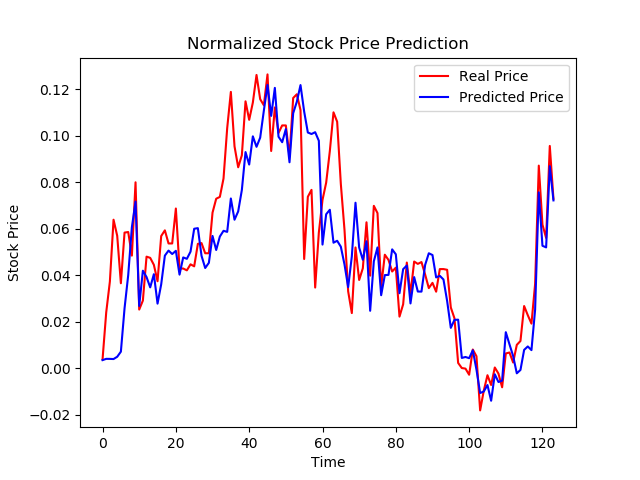 Normalized Stock Price Prediction
Real Price
Predicted Price
Stock Price
0.12
0.10
0.08
0.06
0.04
0.02
0.00
−0.02
0 20 40 60 80 100 120
Time